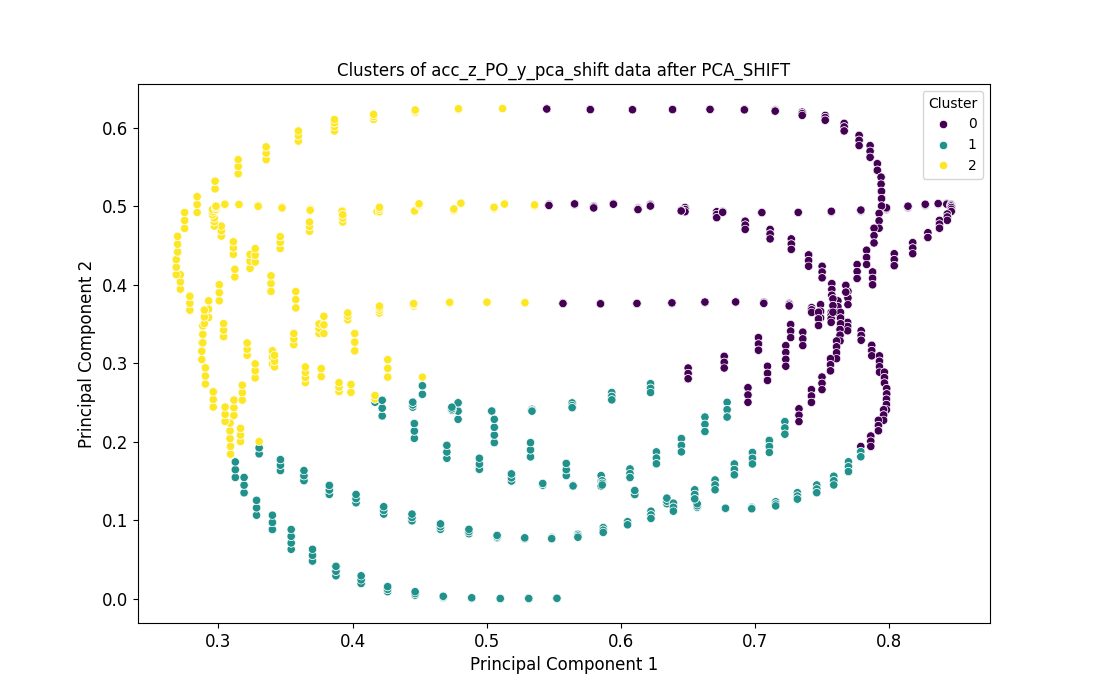 Clusters of acc_z_PO_y_pca_shift data after PCA_SHIFT
Cluster
0
1
2
Principal Component 2
0.6
0.5
0.4
0.3
0.2
0.1
0.0
0.3 0.4 0.5 0.6 0.7 0.8
Principal Component 1